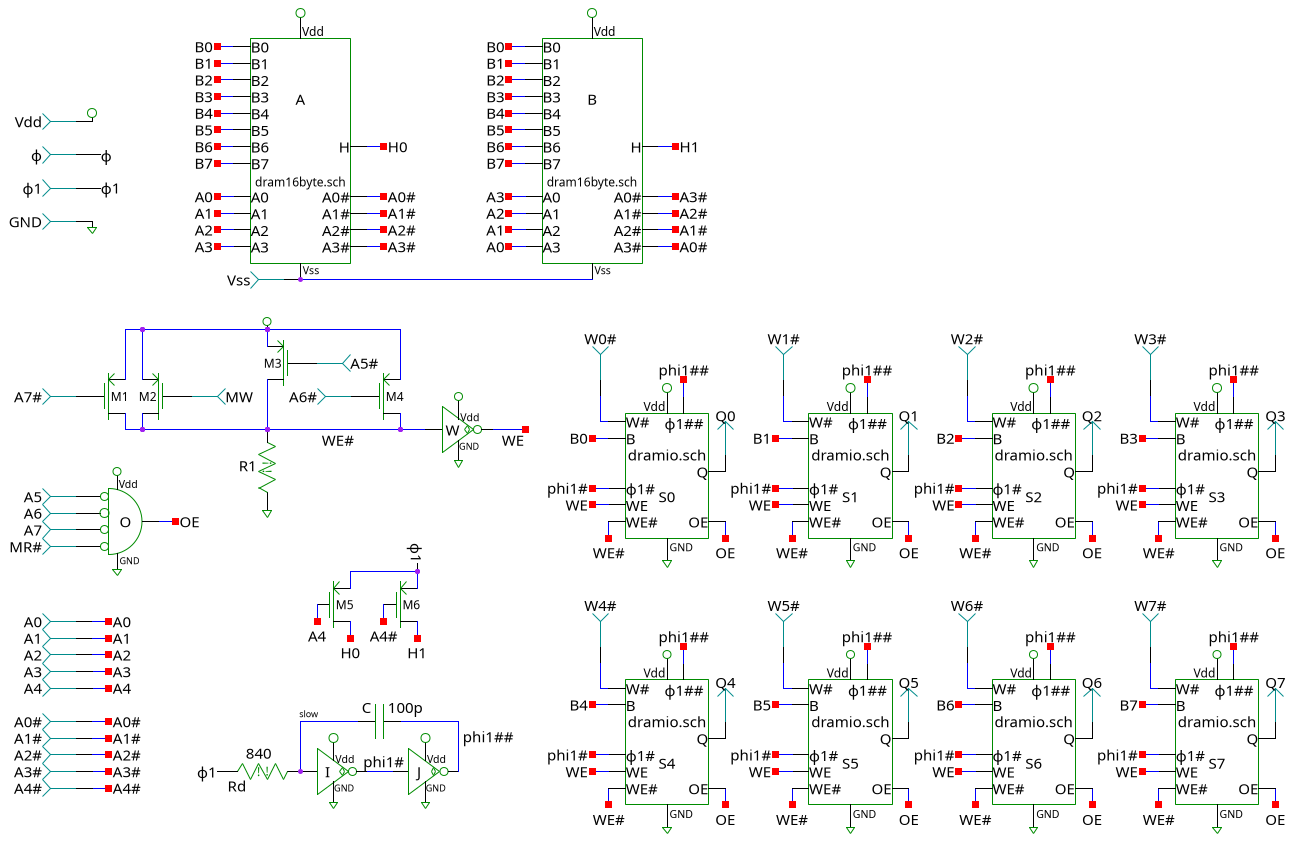 Vdd
ϕ ϕ
ϕ1 ϕ1
GND
Vdd
B0 B0
B1 B1
B2 B2
B3 B3
B4 B4
B5 B5
B6 B6
B7 B7
A
H H0
dram16byte.sch
A0 A0 A0# A0#
A1 A1 A1# A1#
A2 A2 A2# A2#
A3 A3 A3# A3#
Vss
Vss
Vdd
B0 B0
B1 B1
B2 B2
B3 B3
B4 B4
B5 B5
B6 B6
B7 B7
B
H H1
dram16byte.sch
A3 A0 A0# A3#
A2 A1 A1# A2#
A1 A2 A2# A1#
A0 A3 A3# A0#
Vss
M3 A5#
A7# M1 M2 MW A6# M4
WE#
Vdd
W
GND
WE
R1
Vdd
A5
A6
A7
MR#
O OE
GND
ϕ1
M5 M6
A4 A4#
H0 H1
A0 A0
A1 A1
A2 A2
A3 A3
A4 A4
A0# A0#
A1# A1#
A2# A2#
A3# A3#
A4# A4#
slow
C 100p
phi1##
ϕ1
840
Rd
Vdd
I
GND
phi1#
Vdd
J
GND
W0#
phi1##
Vdd
Q0
W# ϕ1##
B0 B
dramio.sch
Q
phi1# ϕ1# S0
WE WE
WE# OE
WE# GND OE
W1#
phi1##
Vdd
Q1
W# ϕ1##
B1 B
dramio.sch
Q
phi1# ϕ1# S1
WE WE
WE# OE
WE# GND OE
W2#
phi1##
Vdd
Q2
W# ϕ1##
B2 B
dramio.sch
Q
phi1# ϕ1# S2
WE WE
WE# OE
WE# GND OE
W3#
phi1##
Vdd
Q3
W# ϕ1##
B3 B
dramio.sch
Q
phi1# ϕ1# S3
WE WE
WE# OE
WE# GND OE
W4#
phi1##
Vdd
Q4
W# ϕ1##
B4 B
dramio.sch
Q
phi1# ϕ1# S4
WE WE
WE# OE
WE# GND OE
W5#
phi1##
Vdd
Q5
W# ϕ1##
B5 B
dramio.sch
Q
phi1# ϕ1# S5
WE WE
WE# OE
WE# GND OE
W6#
phi1##
Vdd
Q6
W# ϕ1##
B6 B
dramio.sch
Q
phi1# ϕ1# S6
WE WE
WE# OE
WE# GND OE
W7#
phi1##
Vdd
Q7
W# ϕ1##
B7 B
dramio.sch
Q
phi1# ϕ1# S7
WE WE
WE# OE
WE# GND OE